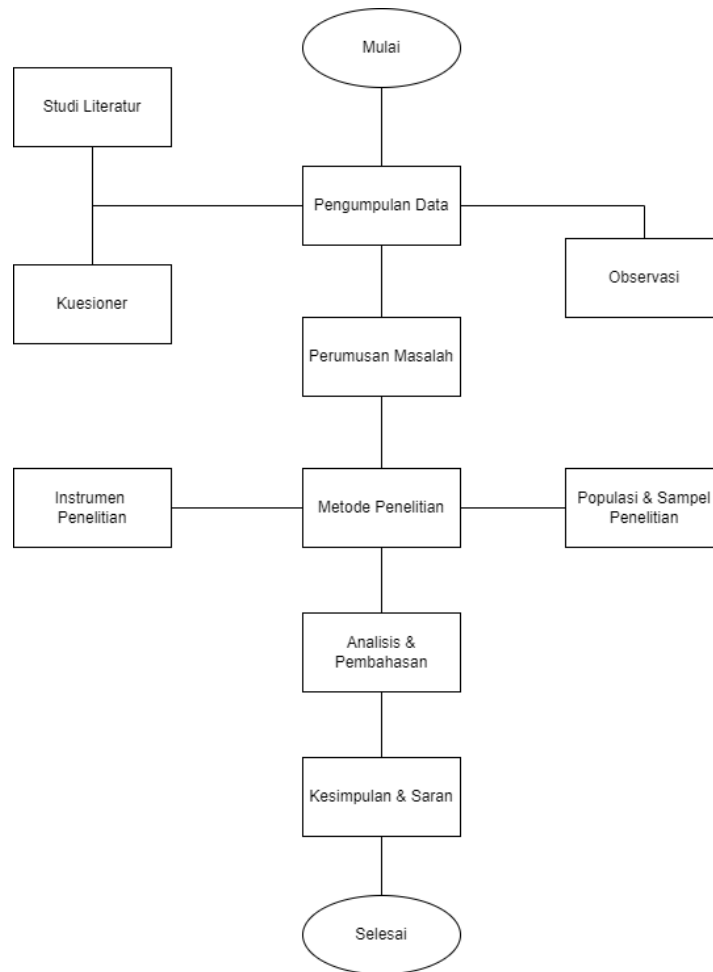 Mulai
Studi Literatur
Pengumpulan Data
Kuesioner
Observasi
Perumusan Masalah
Instrumen
Penelitian
Metode Penelitian
Populasi & Sampel
Penelitian
Analisis &
Pembahasan
Kesimpulan & Saran
Selesai